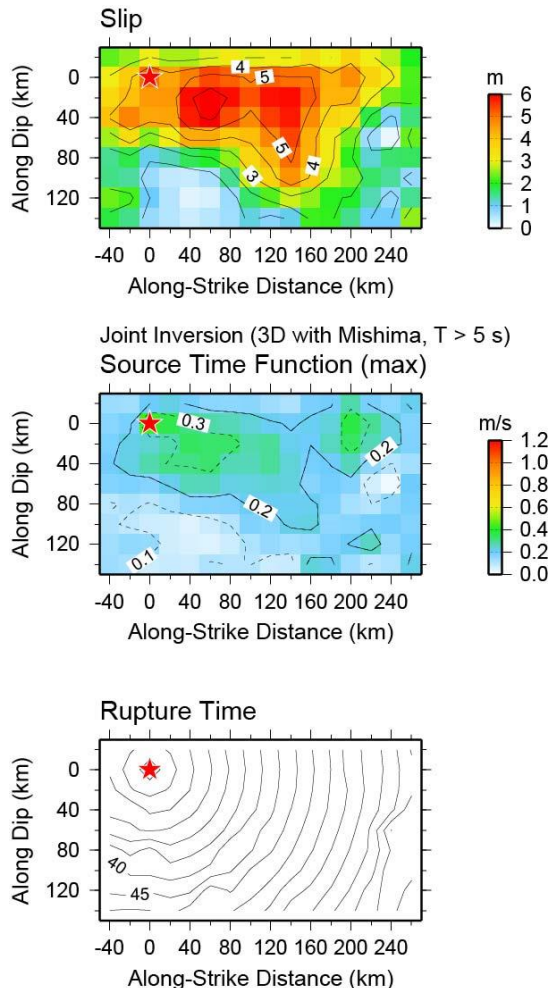 Slip
4
5
5
4
3
Along Dip (km)
0
40
80
120
-40 0 40 80 120 160 200 240
Along-Strike Distance (km)
m
6
5
4
3
2
1
0
Joint Inversion (3D with Mishima, T > 5 s)
Source Time Function (max)
0.3
0.2
0.2
0.1
Along Dip (km)
0
40
80
120
-40 0 40 80 120 160 200 240
Along-Strike Distance (km)
m/s
1.2
1.0
0.8
0.6
0.4
0.2
0.0
Rupture Time
40
45
Along Dip (km)
0
40
80
120
-40 0 40 80 120 160 200 240
Along-Strike Distance (km)